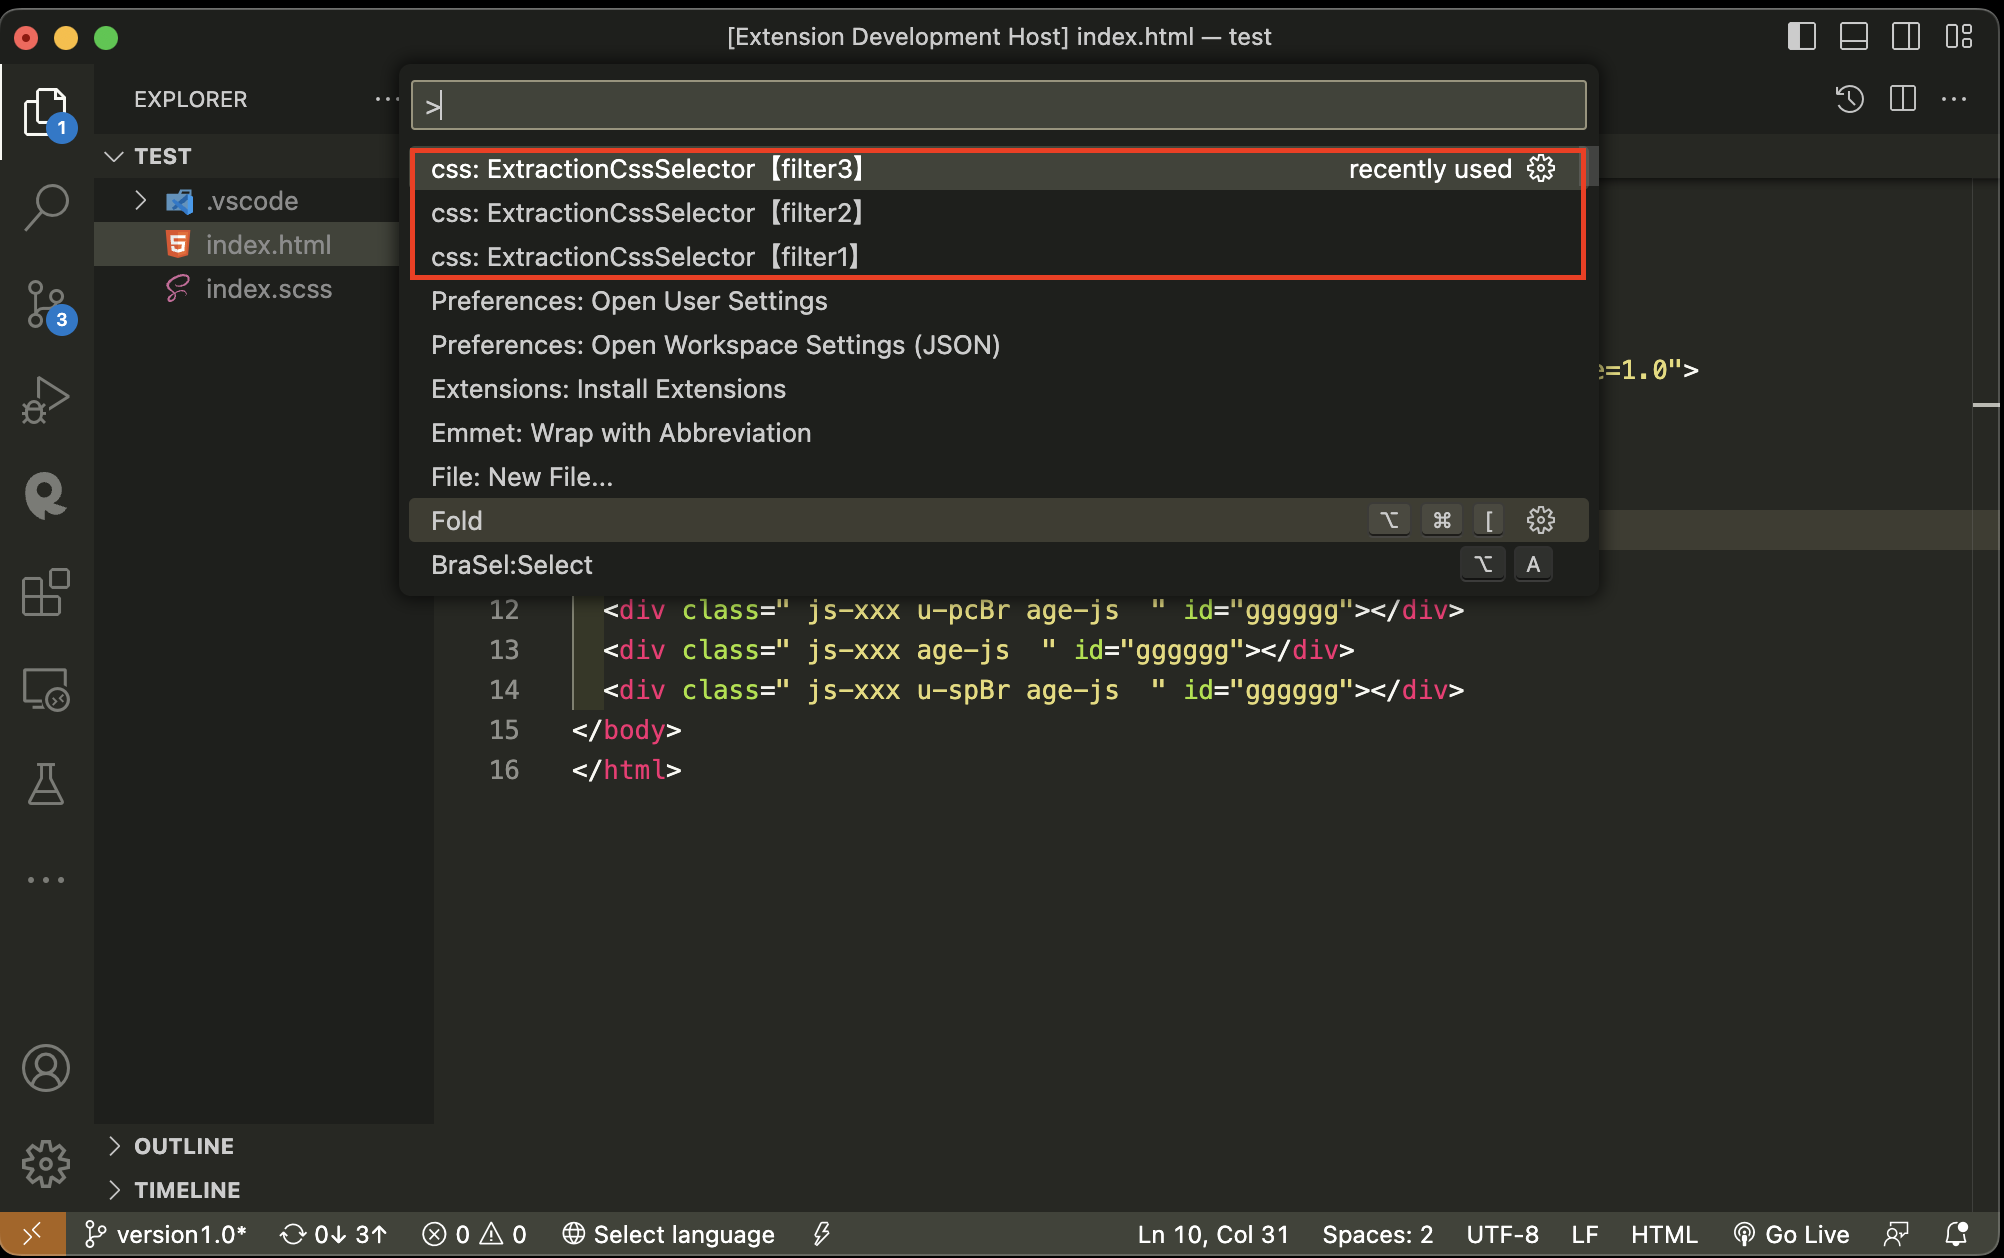 [Extension Development Host] index.html — test
EXPLORER
1
TEST
.vscode
index.html
index.scss
3
>
css: ExtractionCssSelector【filter3】 recently used
css: ExtractionCssSelector【filter2】
css: ExtractionCssSelector【filter1】
Preferences: Open User Settings
Preferences: Open Workspace Settings (JSON)
Extensions: Install Extensions
Emmet: Wrap with Abbreviation
File: New File...
Fold ⌥ ⌘ [
BraSel:Select ⌥ A
e=1.0">
12 <div class=" js-xxx u-pcBr age-js  " id="gggggg"></div>
13 <div class=" js-xxx age-js  " id="gggggg"></div>
14 <div class=" js-xxx u-spBr age-js  " id="gggggg"></div>
15 </body>
16 </html>
OUTLINE
TIMELINE
version1.0* 0↓ 3↑ 0 0 Select language Ln 10, Col 31 Spaces: 2 UTF-8 LF HTML Go Live